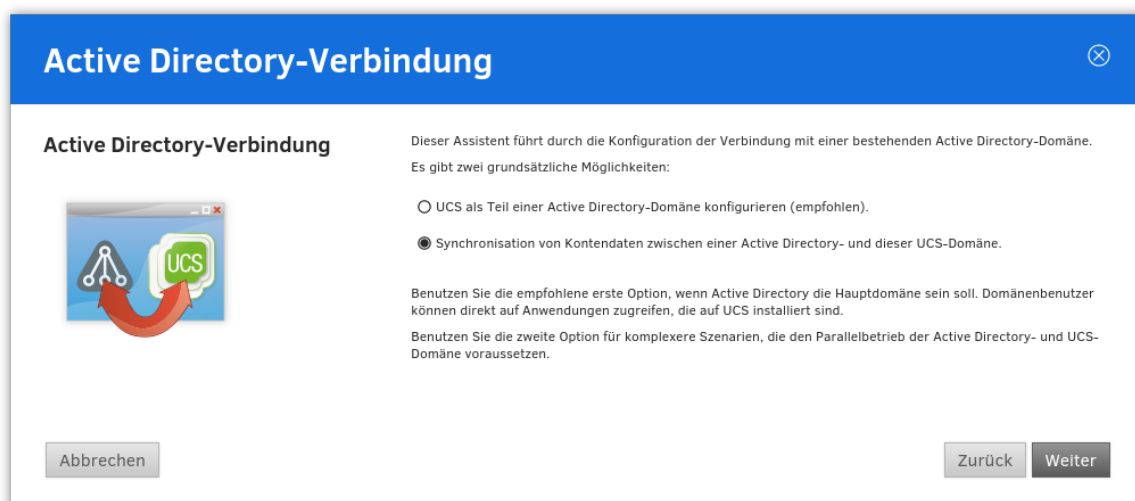 Active Directory-Verbindung
Active Directory-Verbindung
Dieser Assistent führt durch die Konfiguration der Verbindung mit einer bestehenden Active Directory-Domäne.
Es gibt zwei grundsätzliche Möglichkeiten:
UCS als Teil einer Active Directory-Domäne konfigurieren (empfohlen).
Synchronisation von Kontendaten zwischen einer Active Directory- und dieser UCS-Domäne.
UCS
Benutzen Sie die empfohlene erste Option, wenn Active Directory die Hauptdomäne sein soll. Domänenbenutzer
können direkt auf Anwendungen zugreifen, die auf UCS installiert sind.
Benutzen Sie die zweite Option für komplexere Szenarien, die den Parallelbetrieb der Active Directory- und UCS-
Domäne voraussetzen.
Abbrechen
Zurück
Weiter